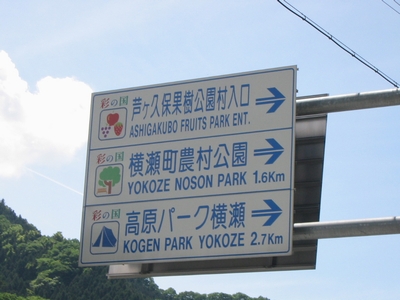 彩の国
芦ヶ久保果樹公園村入口
ASHIGAKUBO FRUITS PARK ENT.
彩の国
横瀬町農村公園
YOKOZE NOSON PARK 1.6Km
彩の国
高原パーク横瀬
KOGEN PARK YOKOZE 2.7Km